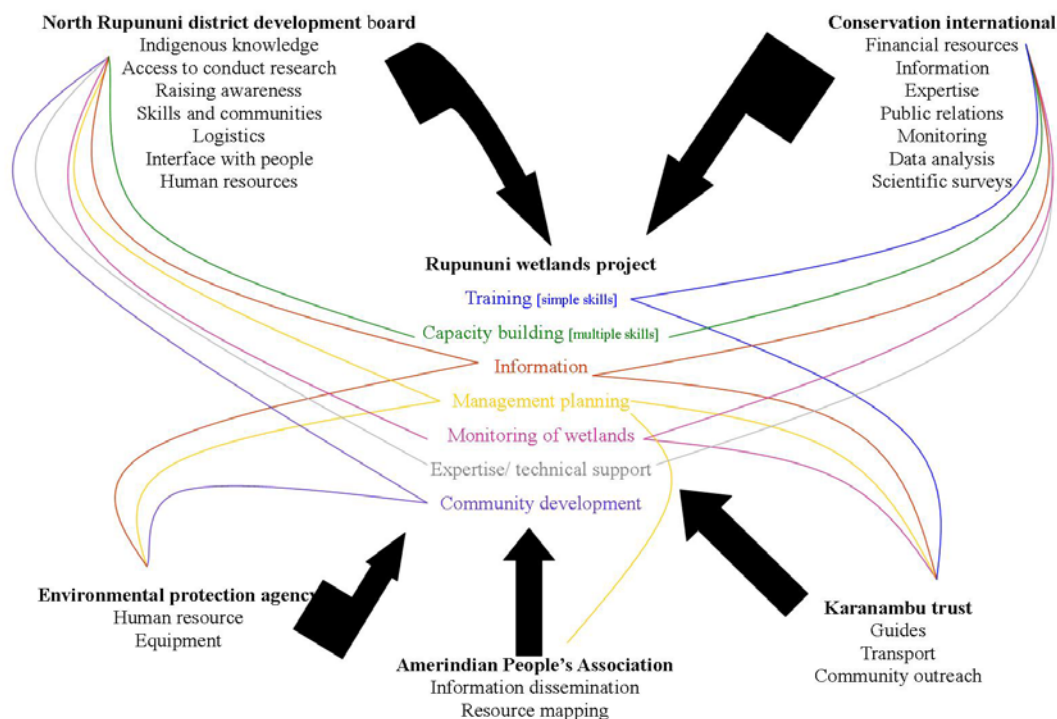 North Rupununi district development board
Indigenous knowledge
Access to conduct research
Raising awareness
Skills and communities
Logistics
Interface with people
Human resources
Conservation international
Financial resources
Information
Expertise
Public relations
Monitoring
Data analysis
Scientific surveys
Rupununi wetlands project
Training [simple skills]
Capacity building [multiple skills]
Information
Management planning
Monitoring of wetlands
Expertise/ technical support
Community development
Environmental protection agency
Human resource
Equipment
Amerindian People's Association
Information dissemination
Resource mapping
Karanambu trust
Guides
Transport
Community outreach